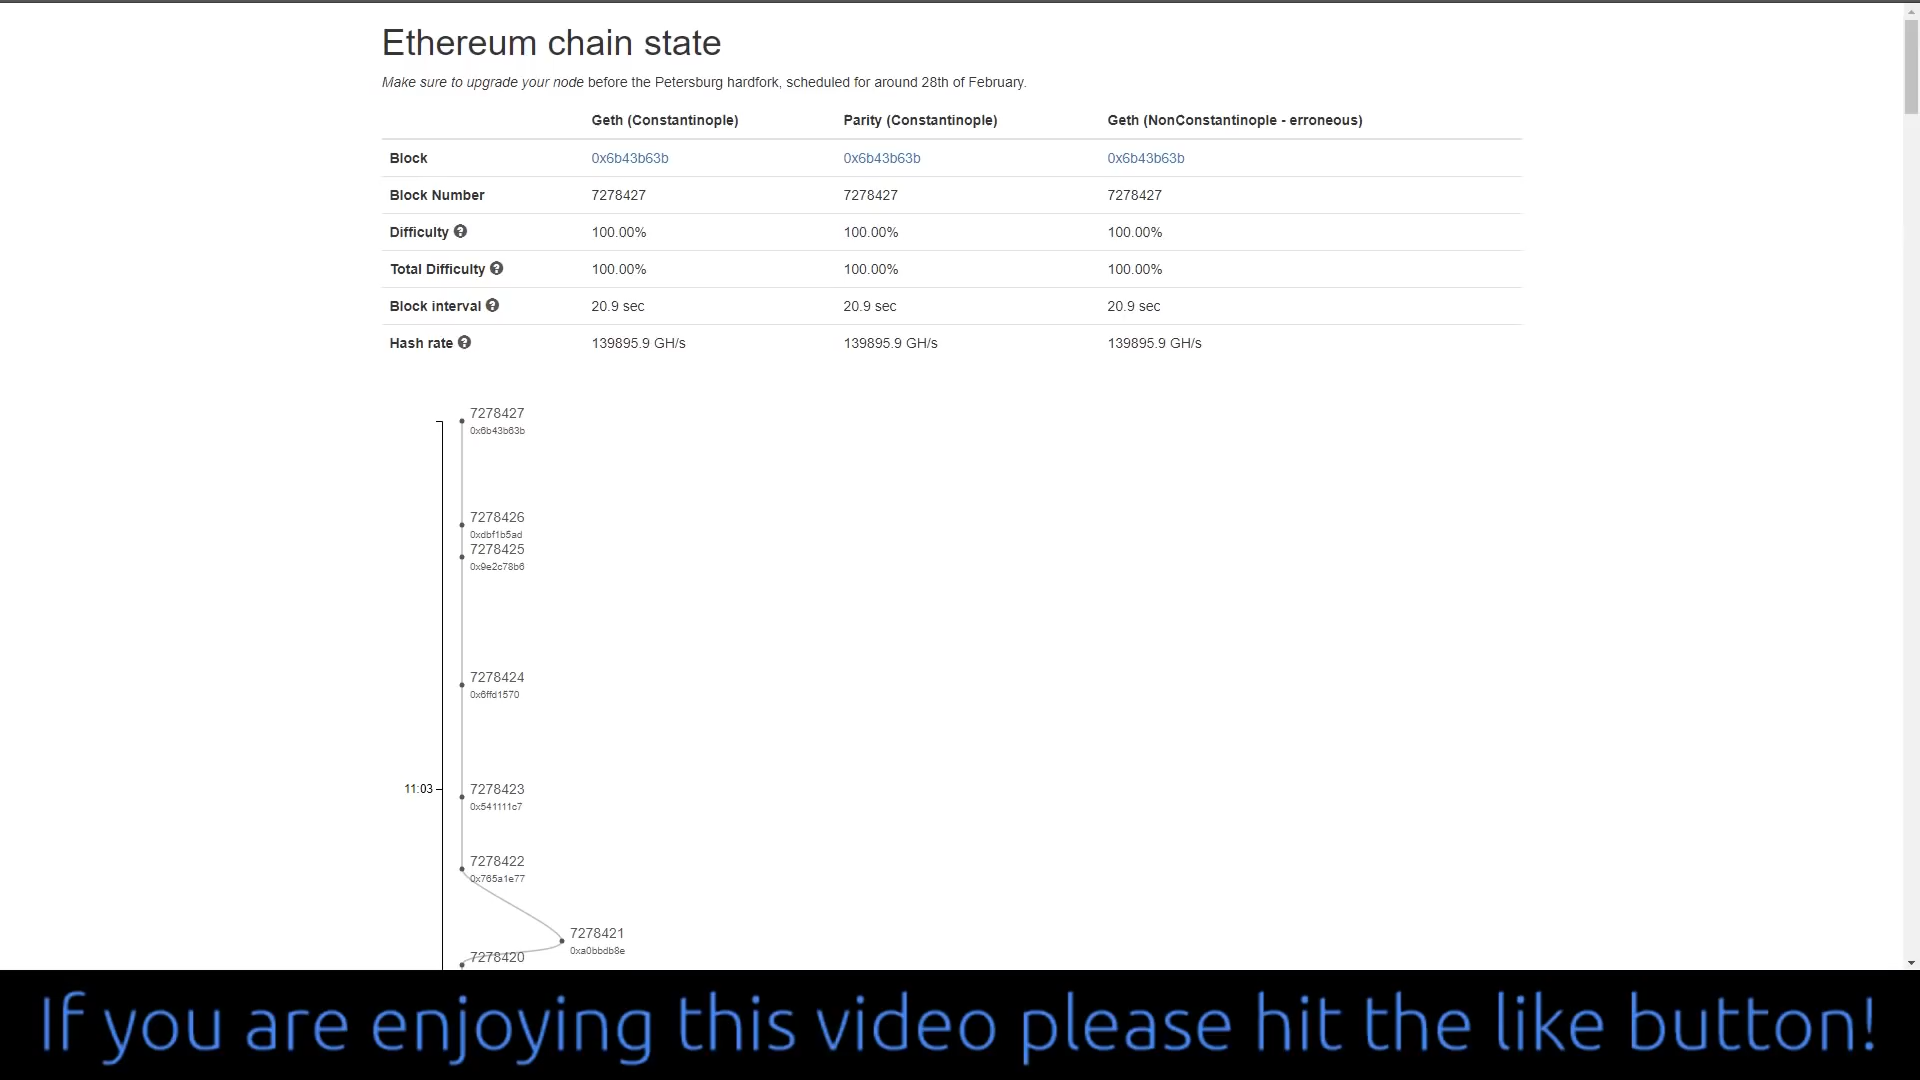 Ethereum chain state
Make sure to upgrade your node before the Petersburg hardfork, scheduled for around 28th of February.
Geth (Constantinople) Parity (Constantinople) Geth (NonConstantinople - erroneous)
Block 0x6b43b63b 0x6b43b63b 0x6b43b63b
Block Number 7278427 7278427 7278427
Difficulty 100.00% 100.00% 100.00%
Total Difficulty 100.00% 100.00% 100.00%
Block interval 20.9 sec 20.9 sec 20.9 sec
Hash rate 139895.9 GH/s 139895.9 GH/s 139895.9 GH/s
7278427
0x6b43b63b
7278426
0xdbf1b5ad
7278425
0x9e2c78b6
7278424
0x6ffd1570
11:03 7278423
0x541111c7
7278422
0x765a1e77
7278421
0xa0bbdb8e
7278420
If you are enjoying this video please hit the like button!